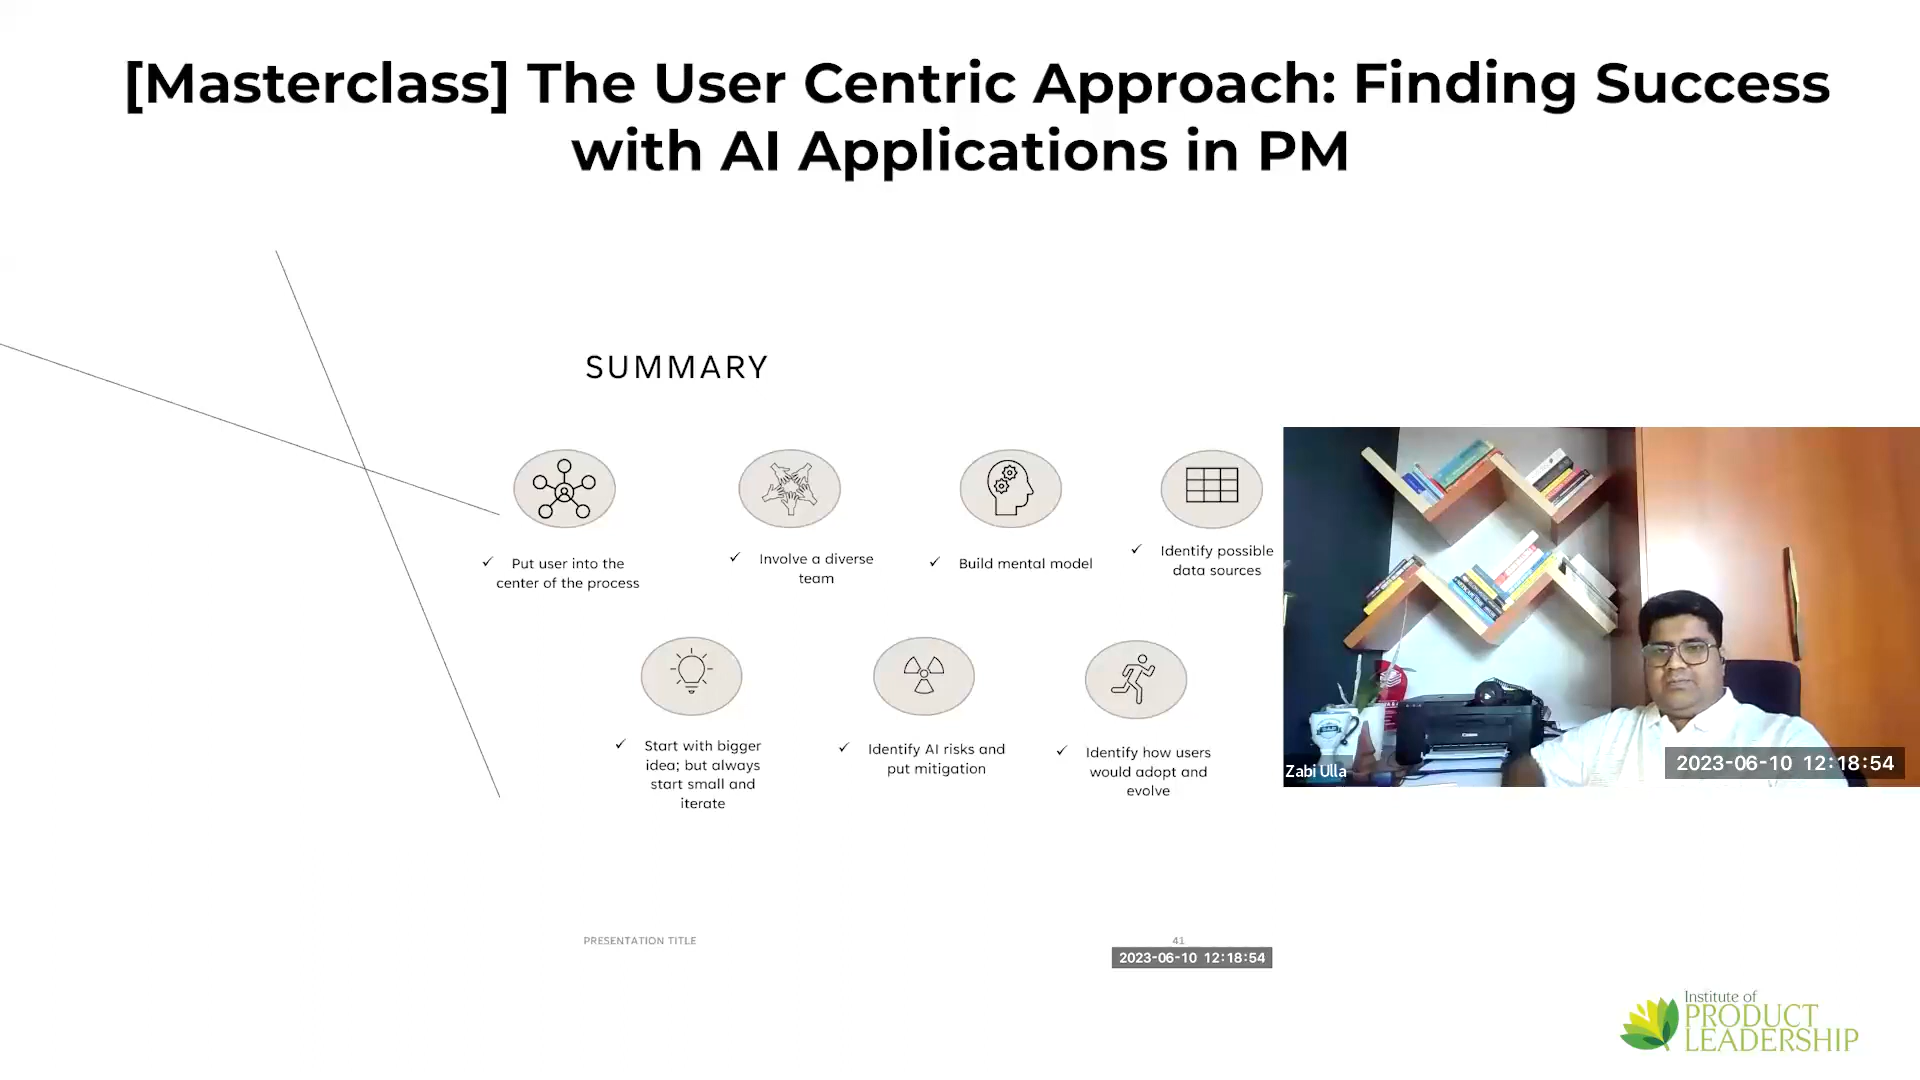 [Masterclass] The User Centric Approach: Finding Success
with AI Applications in PM
SUMMARY
✓ Put user into the
center of the process
✓ Involve a diverse
team
✓ Build mental model
✓ Identify possible
data sources
✓ Start with bigger
idea; but always
start small and
iterate
✓ Identify AI risks and
put mitigation
✓ Identify how users
would adopt and
evolve
Zabi Ulla
2023-06-10 12:18:54
PRESENTATION TITLE
41
2023-06-10 12:18:54
Institute of
PRODUCT
LEADERSHIP